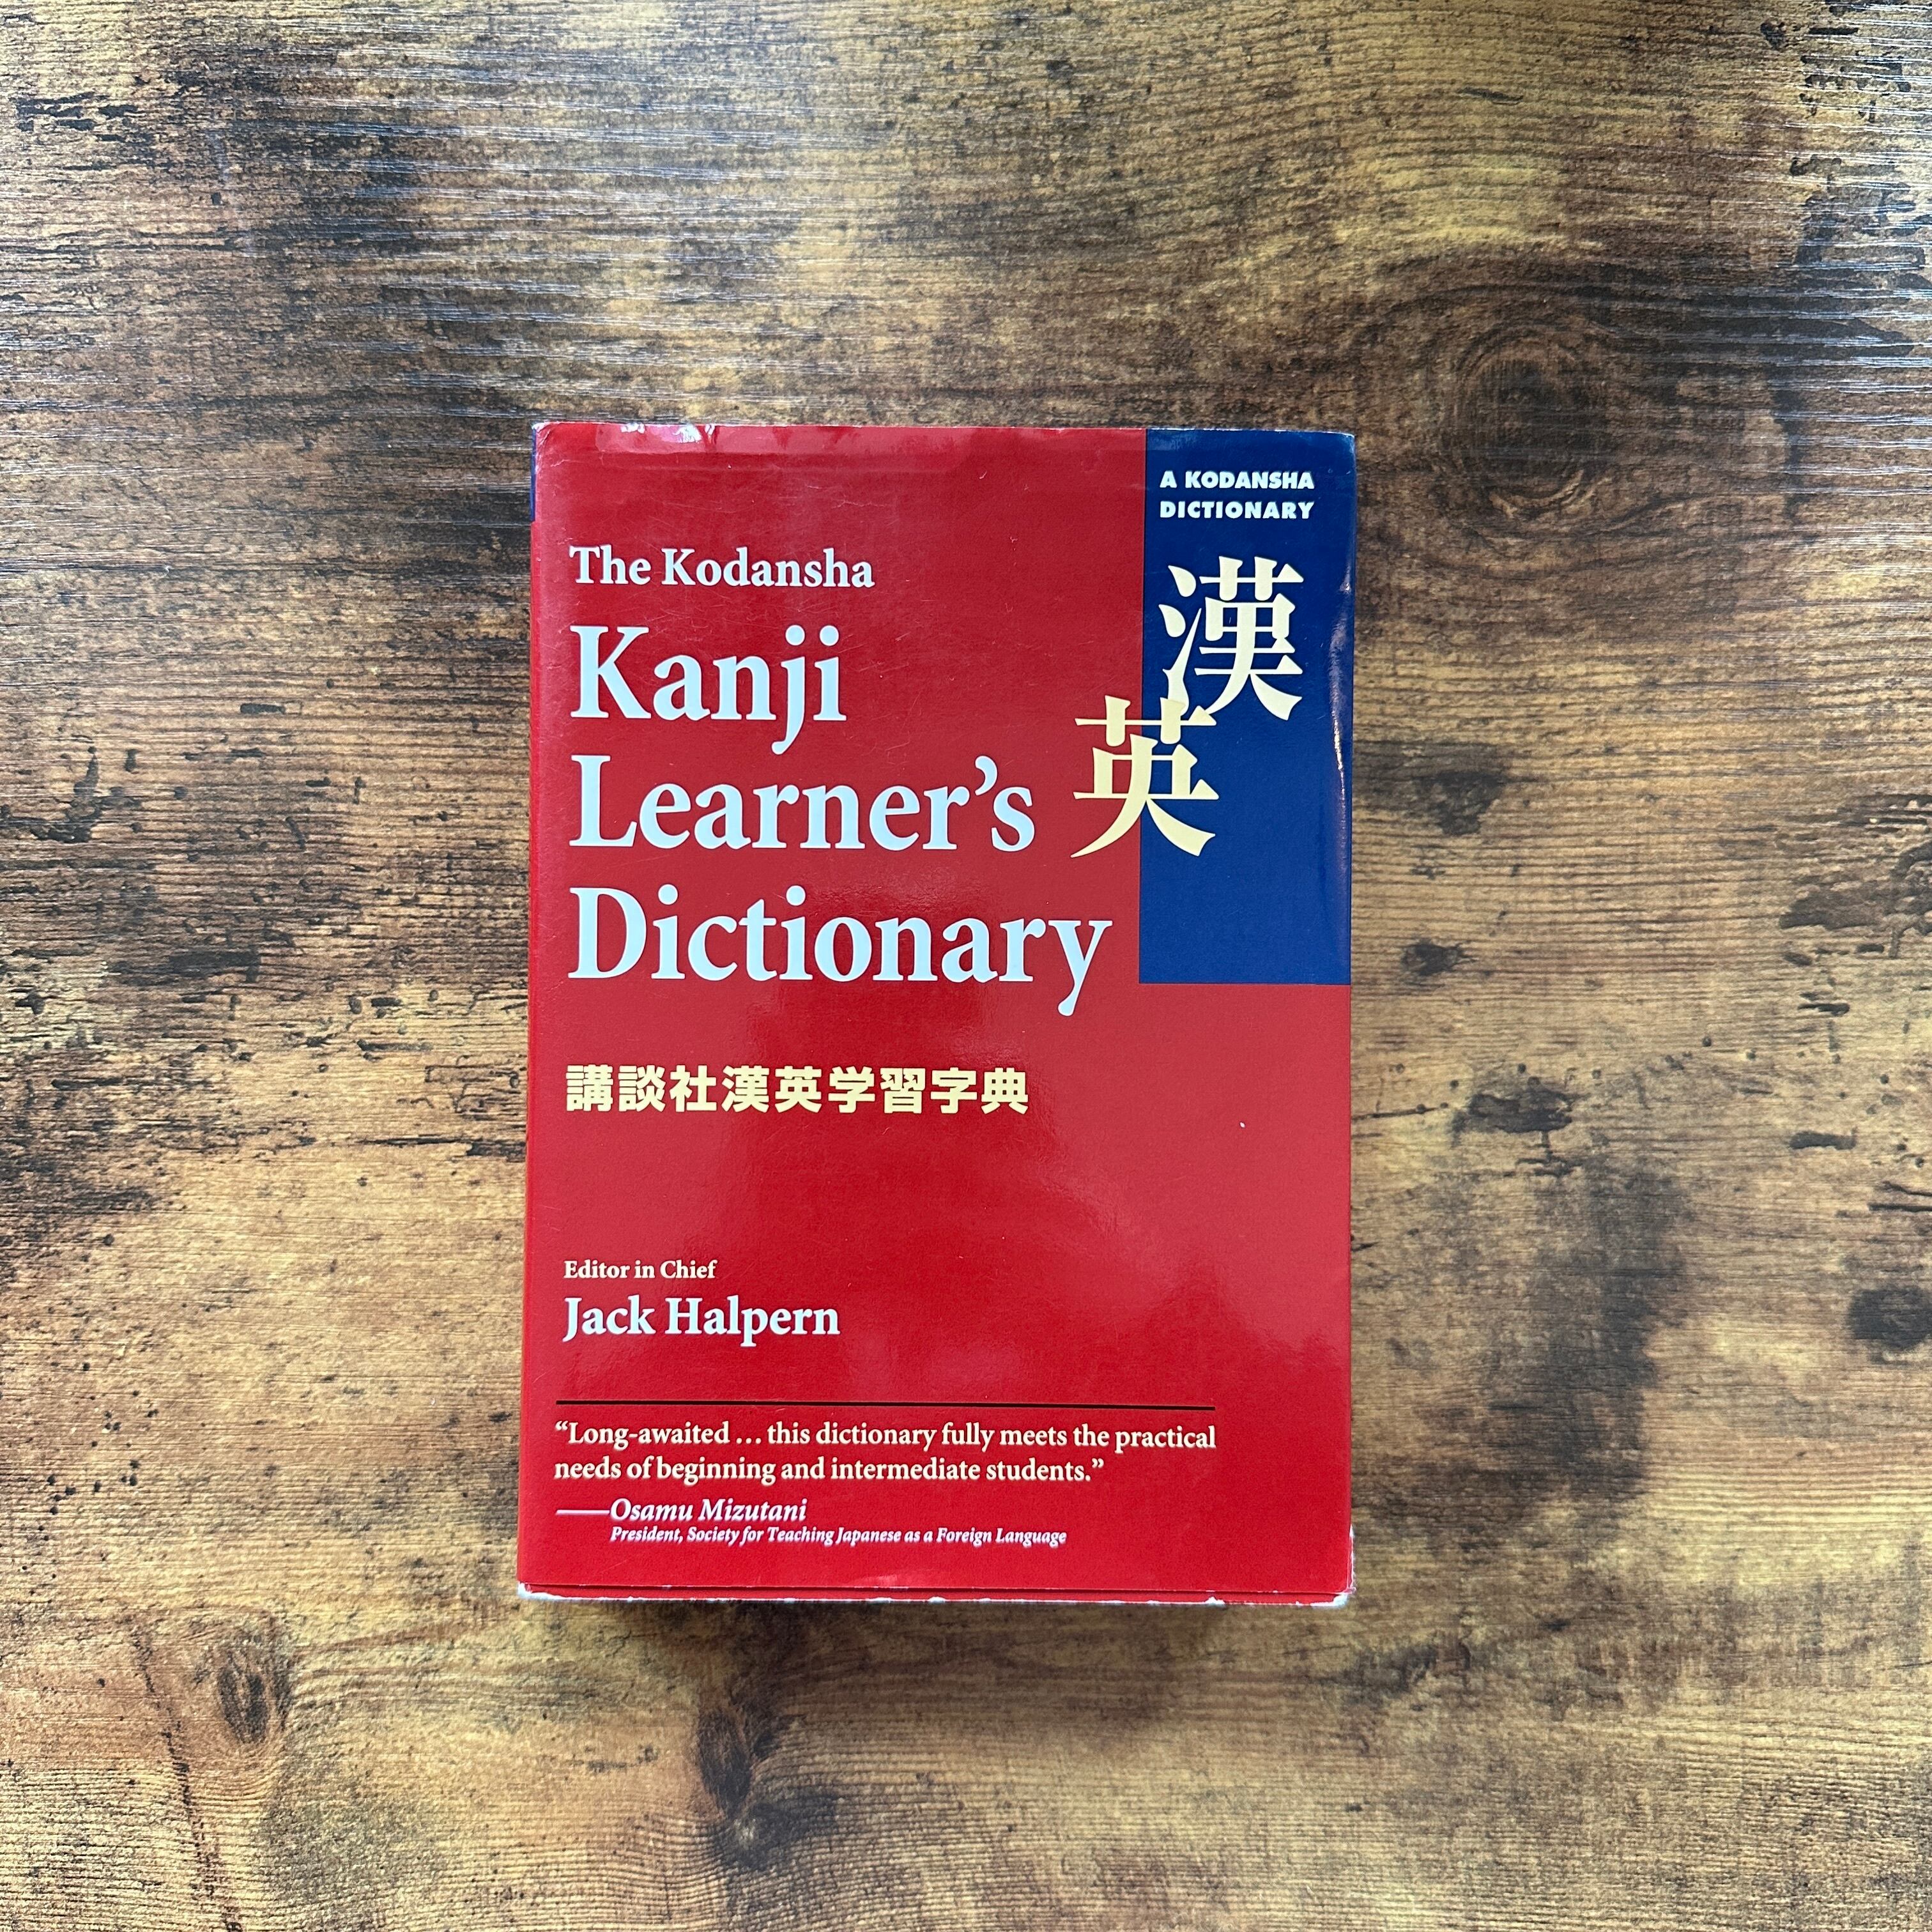 A KODANSHA
DICTIONARY
漢
英
The Kodansha
Kanji
Learner’s
Dictionary
講談社漢英学習字典
Editor in Chief
Jack Halpern
“Long-awaited … this dictionary fully meets the practical
needs of beginning and intermediate students.”
——Osamu Mizutani
President, Society for Teaching Japanese as a Foreign Language